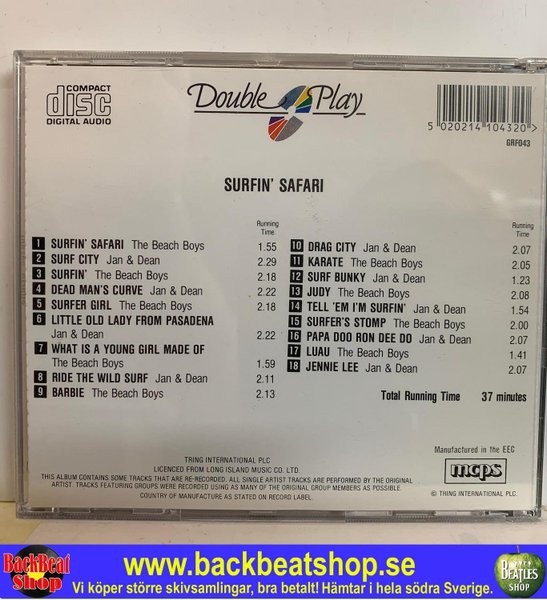 COMPACT
disc
DIGITAL AUDIO
Double Play
5 020214 104320 >
GRF043
SURFIN' SAFARI
Running
Time
1 SURFIN' SAFARI The Beach Boys 1.55
2 SURF CITY Jan & Dean 2.29
3 SURFIN' The Beach Boys 2.18
4 DEAD MAN'S CURVE Jan & Dean 2.22
5 SURFER GIRL The Beach Boys 2.18
6 LITTLE OLD LADY FROM PASADENA
Jan & Dean 2.22
7 WHAT IS A YOUNG GIRL MADE OF
The Beach Boys 1.59
8 RIDE THE WILD SURF Jan & Dean 2.11
9 BARBIE The Beach Boys 2.13
Running
Time
10 DRAG CITY Jan & Dean 2.07
11 KARATE The Beach Boys 2.05
12 SURF BUNKY Jan & Dean 1.23
13 JUDY The Beach Boys 2.08
14 TELL 'EM I'M SURFIN' Jan & Dean 1.54
15 SURFER'S STOMP The Beach Boys 2.00
16 PAPA DOO RON DEE DO Jan & Dean 2.07
17 LUAU The Beach Boys 1.41
18 JENNIE LEE Jan & Dean 2.07
Total Running Time 37 minutes
TRING INTERNATIONAL PLC
LICENCED FROM LONG ISLAND MUSIC CO. LTD.
THIS ALBUM CONTAINS SOME TRACKS THAT ARE RE-RECORDED. ALL SINGLE ARTIST TRACKS ARE PERFORMED BY THE ORIGINAL
ARTIST. TRACKS FEATURING GROUPS WERE RECORDED USING AS MANY OF THE ORIGINAL GROUP MEMBERS AS POSSIBLE.
COUNTRY OF MANUFACTURE AS STATED ON RECORD LABEL.
Manufactured in the EEC
mcps
© TRING INTERNATIONAL PLC.
BackBeat
Shop
www.backbeatshop.se
Vi köper större skivsamlingar, bra betalt! Hämtar i hela södra Sverige.
BEATLES
SHOP